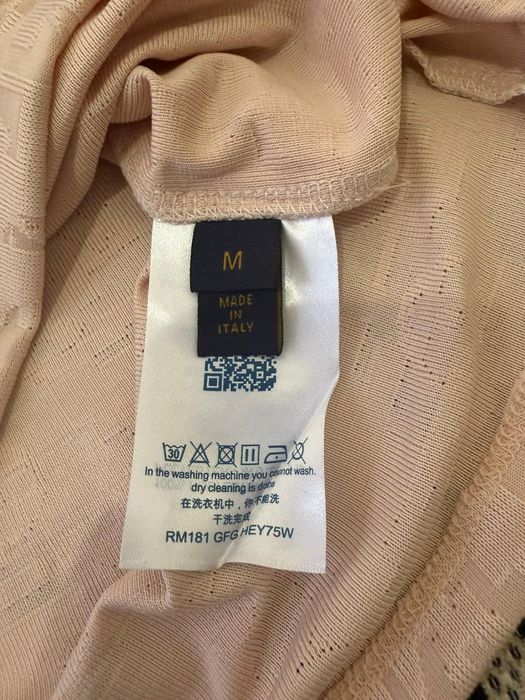 M
MADE
IN
ITALY
30
In the washing machine you cannot wash.
dry cleaning is done
在洗衣机中，你不能洗
干洗完成
RM181 GFG HEY75W